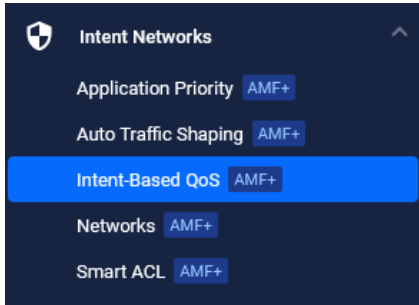 Intent Networks
Application Priority AMF+
Auto Traffic Shaping AMF+
Intent-Based QoS AMF+
Networks AMF+
Smart ACL AMF+